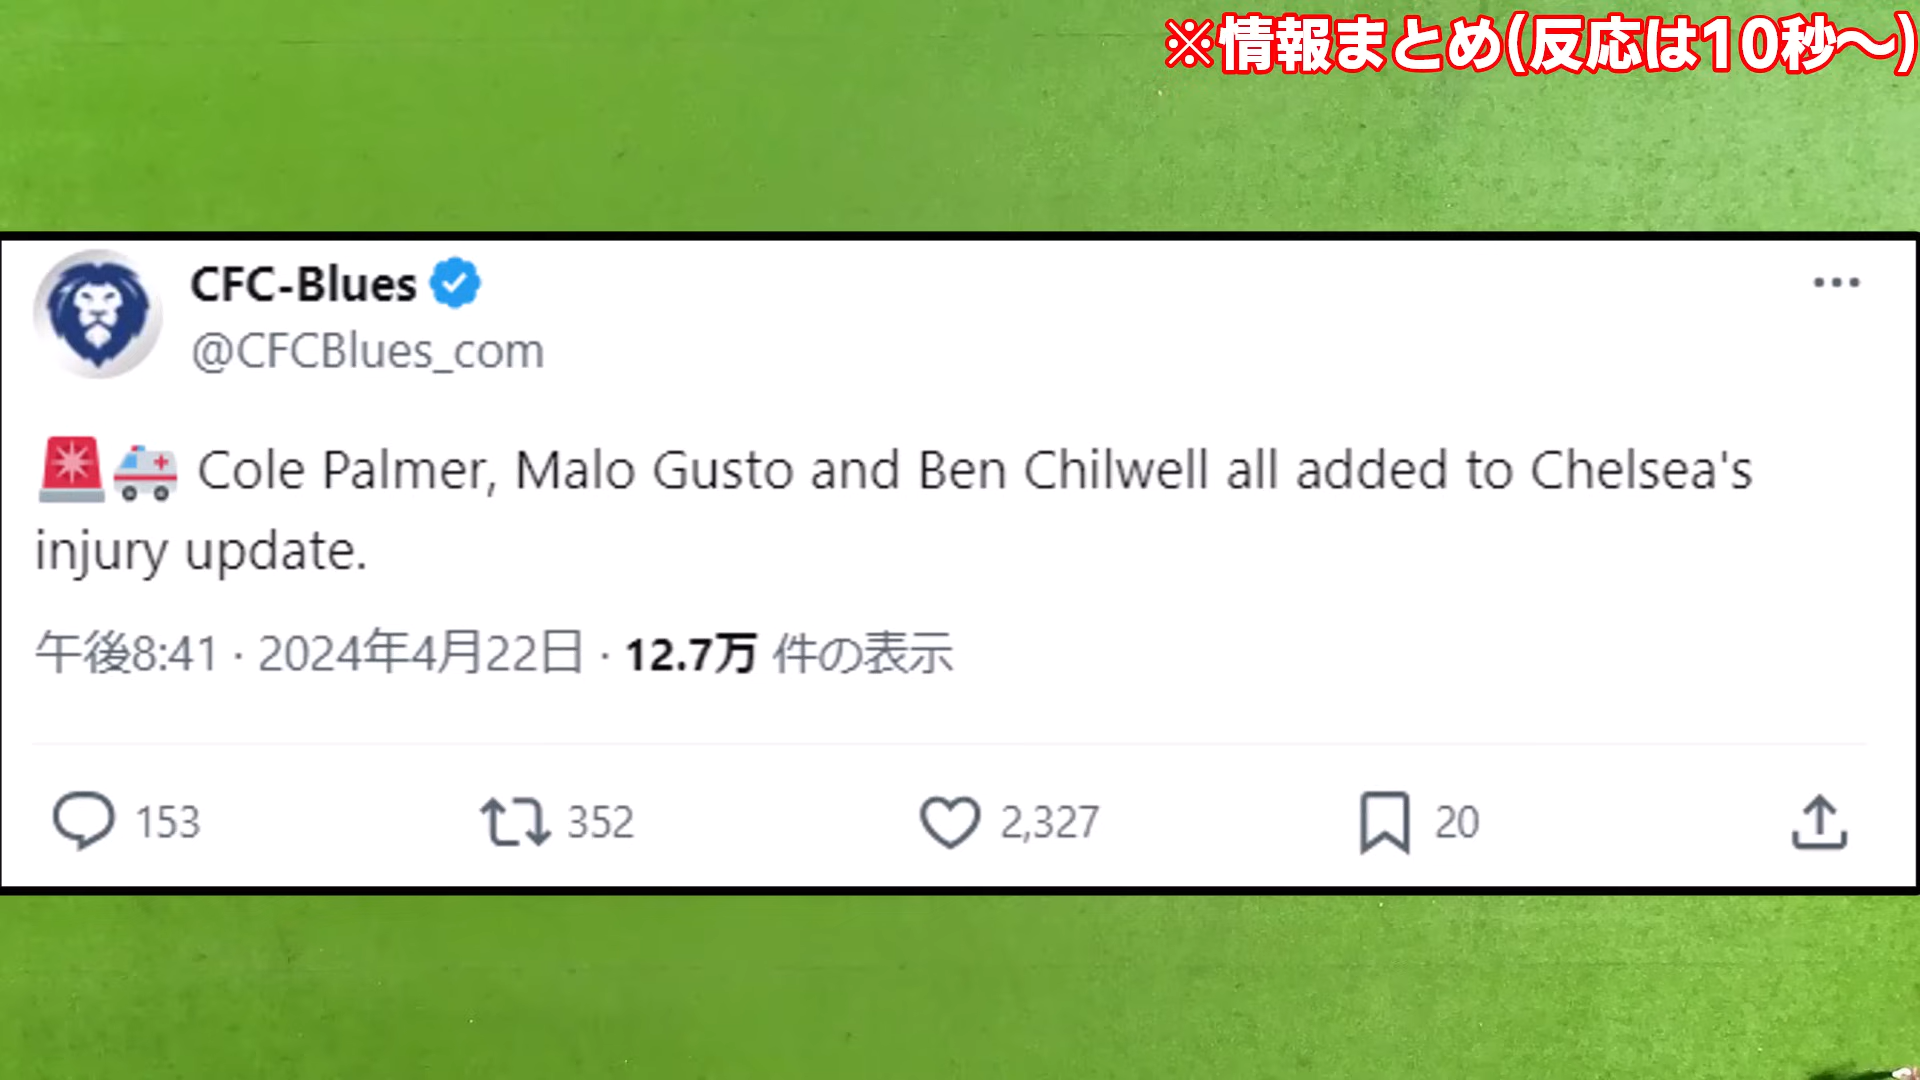 ※情報まとめ(反応は10秒～)
CFC-Blues
@CFCBlues_com
🚨🚑 Cole Palmer, Malo Gusto and Ben Chilwell all added to Chelsea's
injury update.
午後8:41 · 2024年4月22日 · 12.7万 件の表示
153 352 2,327 20